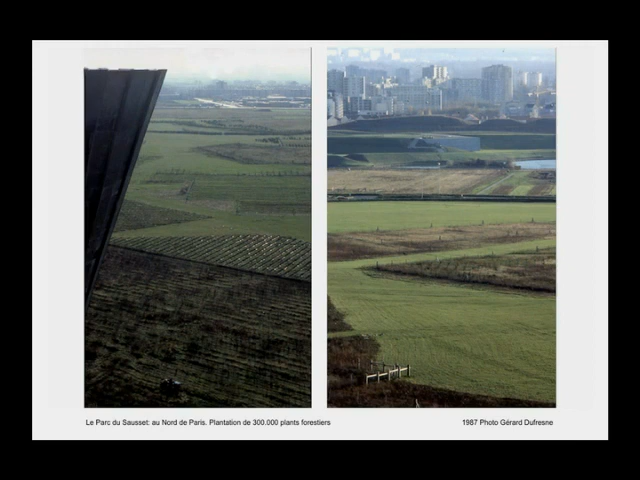 Le Parc du Sausset: au Nord de Paris. Plantation de 300.000 plants forestiers
1987 Photo Gérard Dufresne